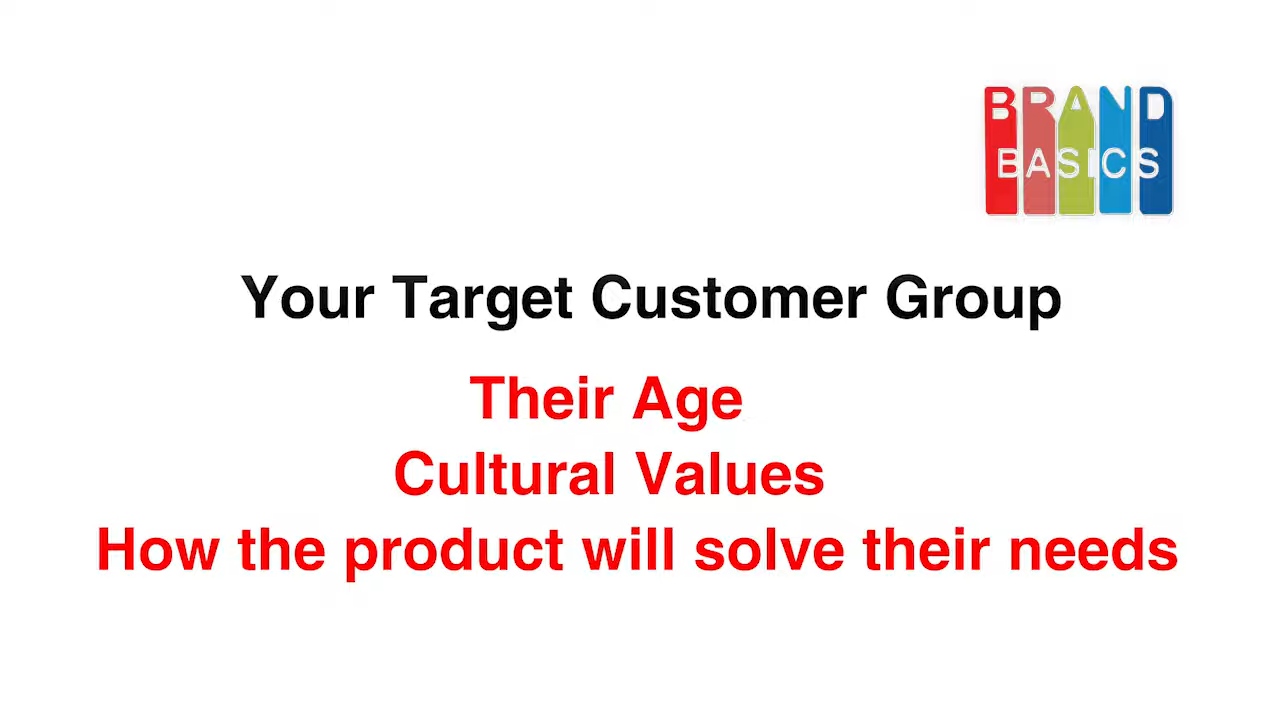 BRAND
BASICS
Your Target Customer Group
Their Age
Cultural Values
How the product will solve their needs